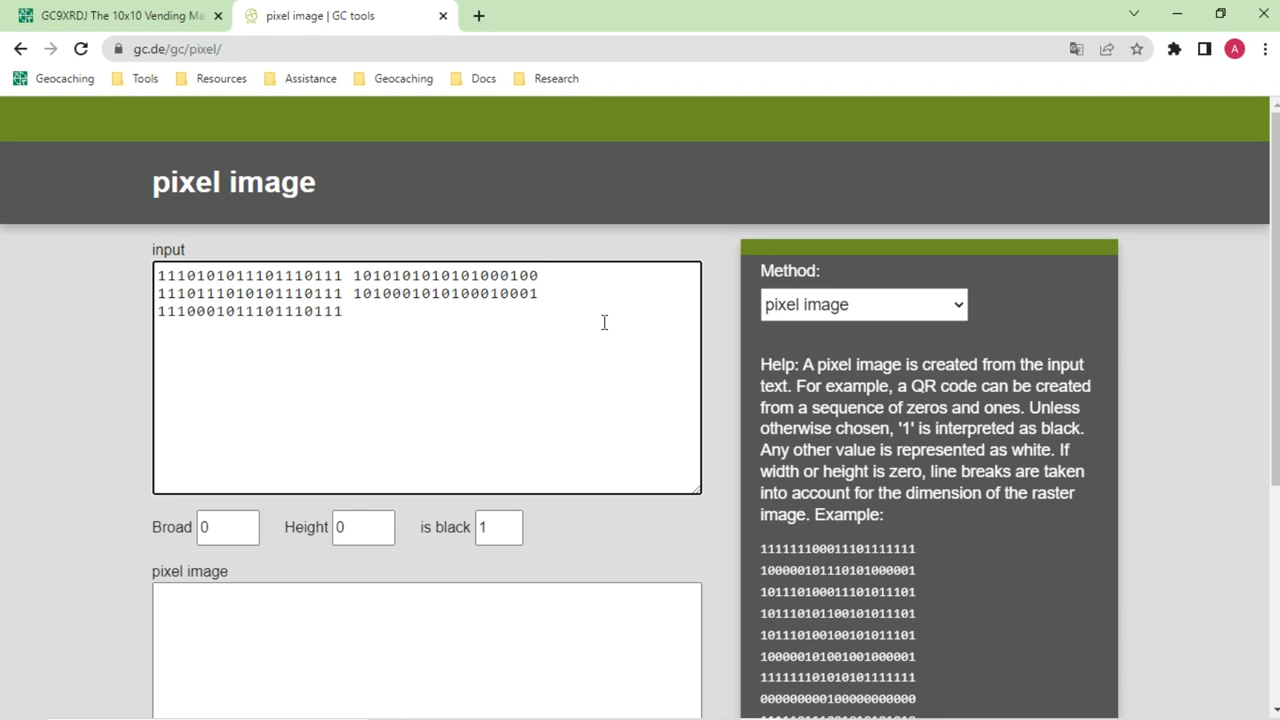 GC9XRDJ The 10x10 Vending Ma
pixel image | GC tools
gc.de/gc/pixel/
A
Geocaching Tools Resources Assistance Geocaching Docs Research
pixel image
input
1110101011101110111 1010101010101000100
1110111010101110111 1010001010100010001
1110001011101110111
Broad 0 Height 0 is black 1
pixel image
Method:
pixel image
Help: A pixel image is created from the input
text. For example, a QR code can be created
from a sequence of zeros and ones. Unless
otherwise chosen, '1' is interpreted as black.
Any other value is represented as white. If
width or height is zero, line breaks are taken
into account for the dimension of the raster
image. Example:
111111100011101111111
100000101110101000001
101110100011101011101
101110101100101011101
101110100100101011101
100000101001001000001
111111101010101111111
000000000100000000000